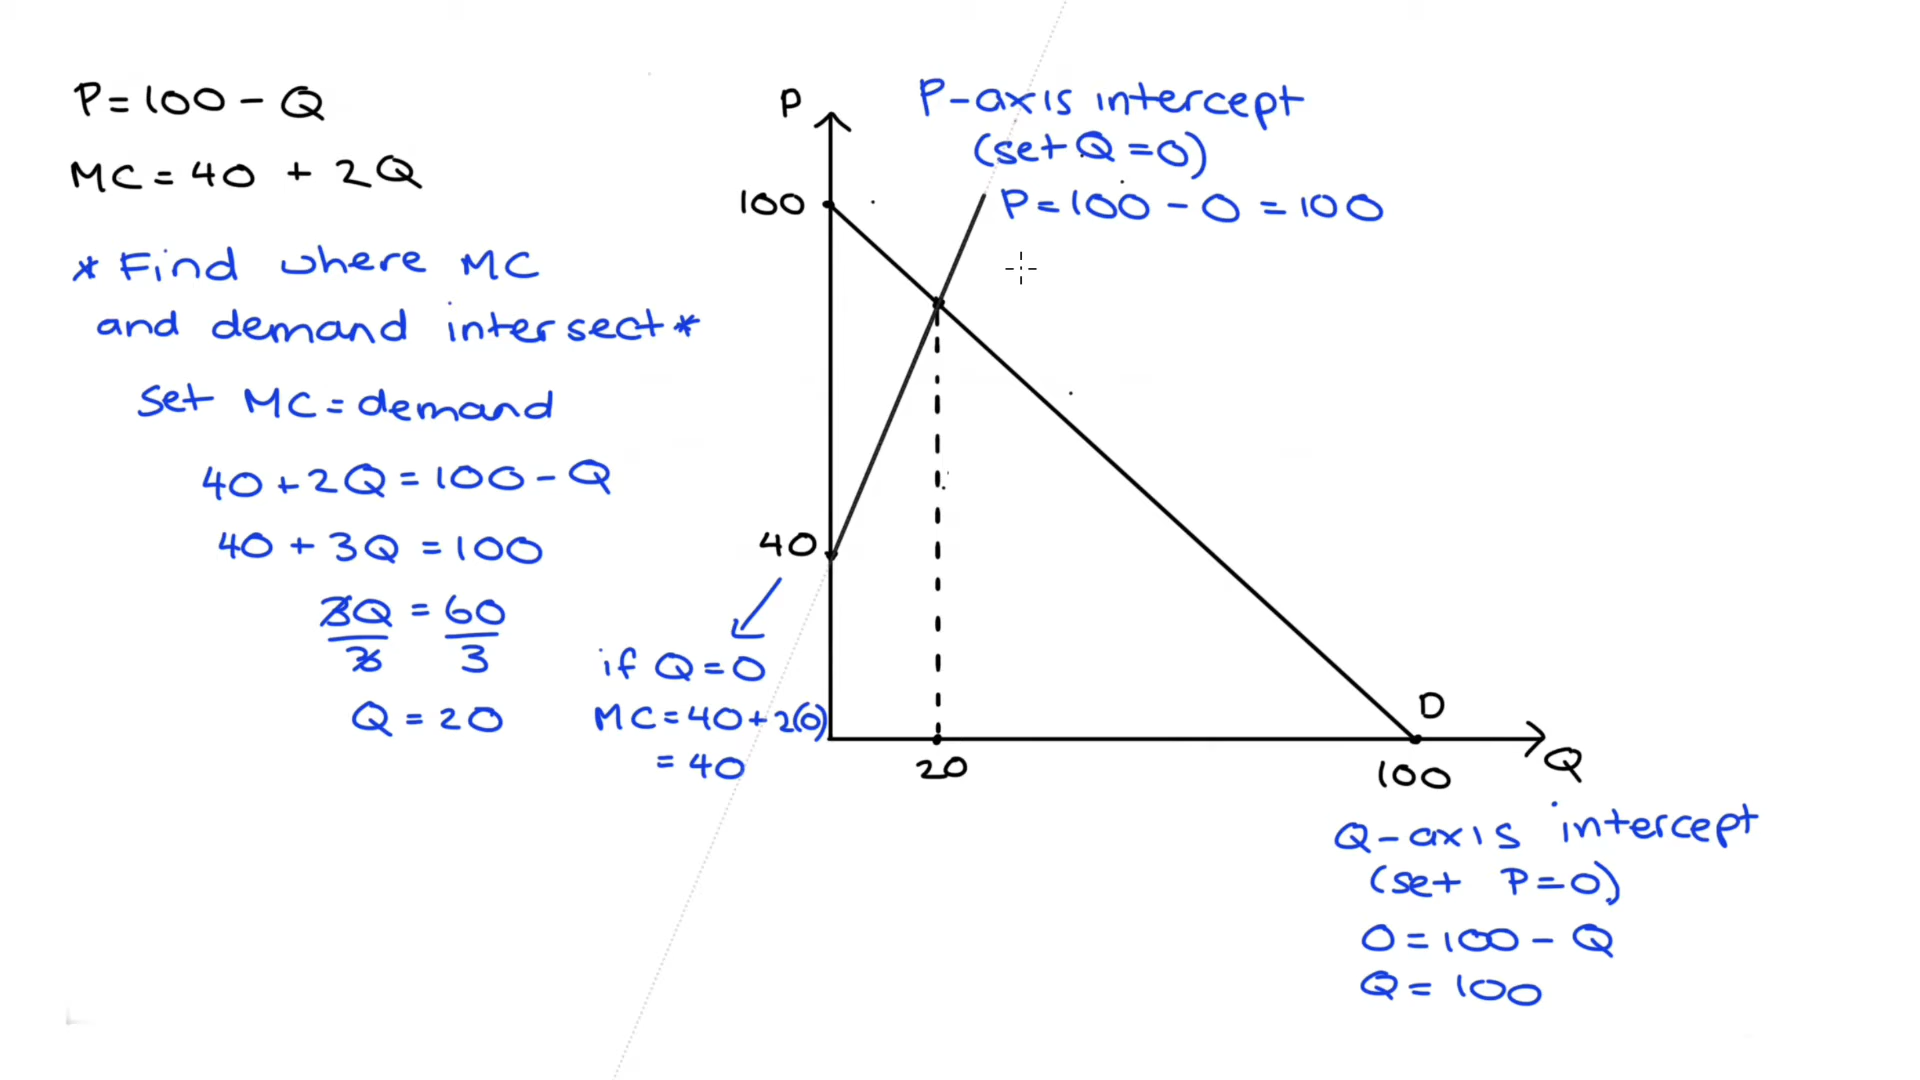 P = 100 - Q
MC = 40 + 2Q
* Find where MC
and demand intersect *
Set MC = demand
40 + 2Q = 100 - Q
40 + 3Q = 100
3Q = 60
3 3
Q = 20
P
P-axis intercept
(set Q = 0)
P = 100 - 0 = 100
100
40
if Q = 0
MC = 40 + 2(0)
= 40
20
D
100
Q
Q-axis intercept
(set P = 0)
0 = 100 - Q
Q = 100